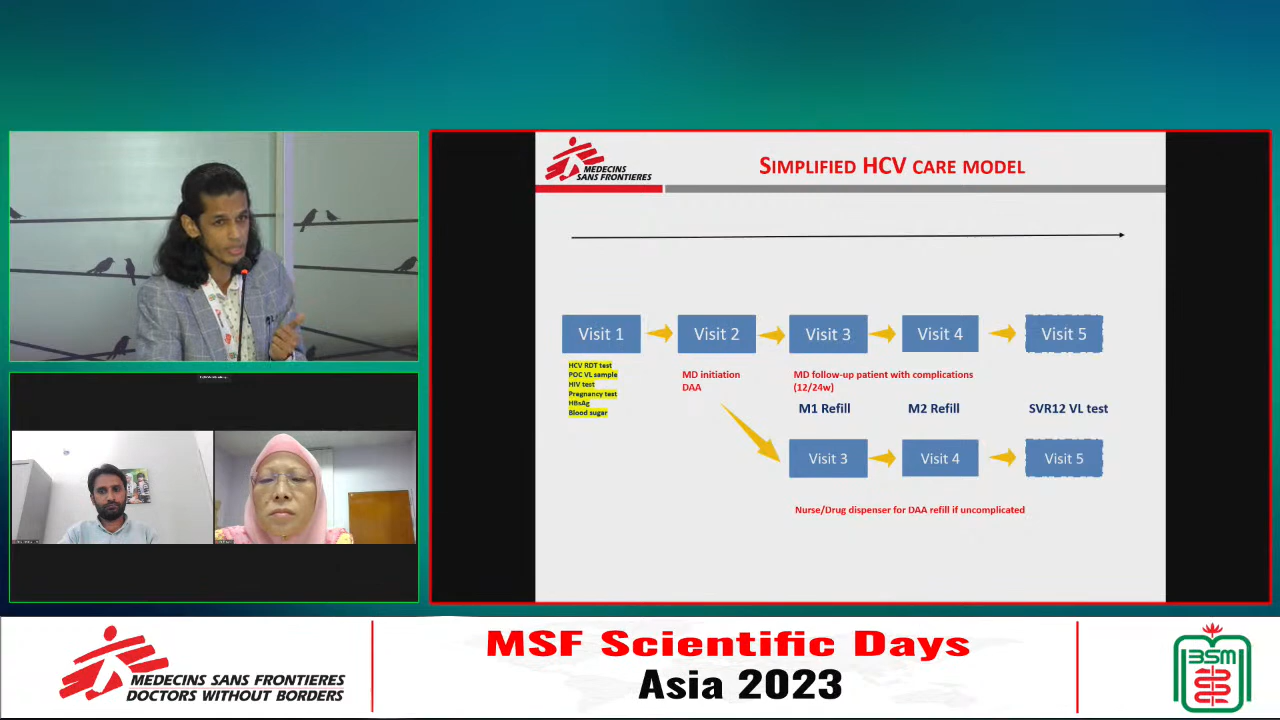 MEDECINS
SANS FRONTIERES
SIMPLIFIED HCV CARE MODEL
Visit 1
Visit 2
Visit 3
Visit 4
Visit 5
HCV RDT test
POC VL sample
HIV test
Pregnancy test
HBsAg
Blood sugar
MD initiation
DAA
MD follow-up patient with complications
(12/24w)
M1 Refill
M2 Refill
SVR12 VL test
Visit 3
Visit 4
Visit 5
Nurse/Drug dispenser for DAA refill if uncomplicated
MEDECINS SANS FRONTIERES
DOCTORS WITHOUT BORDERS
MSF Scientific Days
Asia 2023
BSM